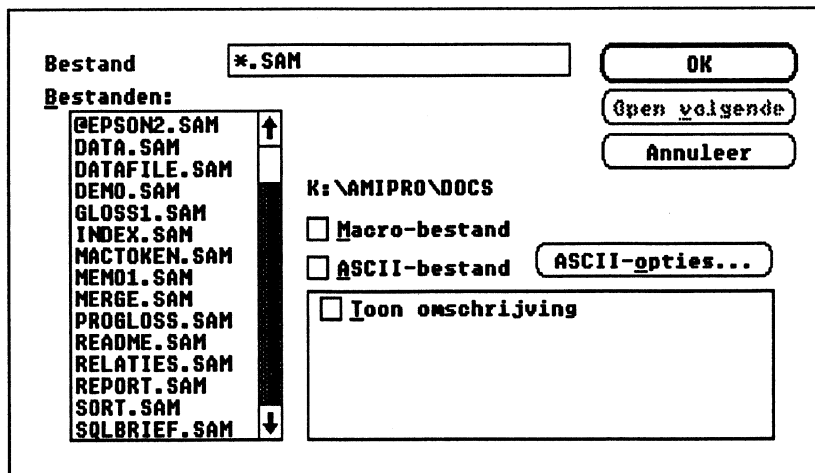 Bestand
*.SAM
OK
Bestanden:
Open volgende
Annuleer
@EPSON2.SAM
DATA.SAM
DATAFILE.SAM
DEMO.SAM
GLOSS1.SAM
INDEX.SAM
MACTOKEN.SAM
MEMO1.SAM
MERGE.SAM
PROGLOSS.SAM
README.SAM
RELATIES.SAM
REPORT.SAM
SORT.SAM
SQLBRIEF.SAM
K:\AMIPRO\DOCS
Macro-bestand
ASCII-bestand
ASCII-opties...
Toon omschrijving